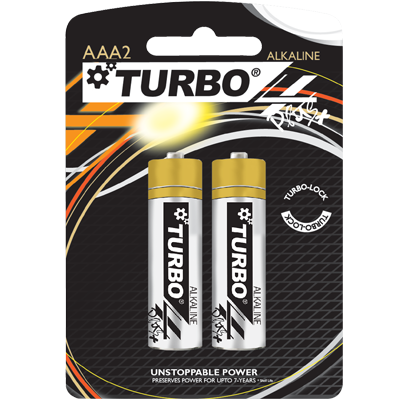 AAA2
ALKALINE
TURBO®
TURBO-LOCK
TURBO-LOCK
TURBO®
ALKALINE
TURBO®
ALKALINE
UNSTOPPABLE POWER
PRESERVES POWER FOR UPTO 7-YEARS